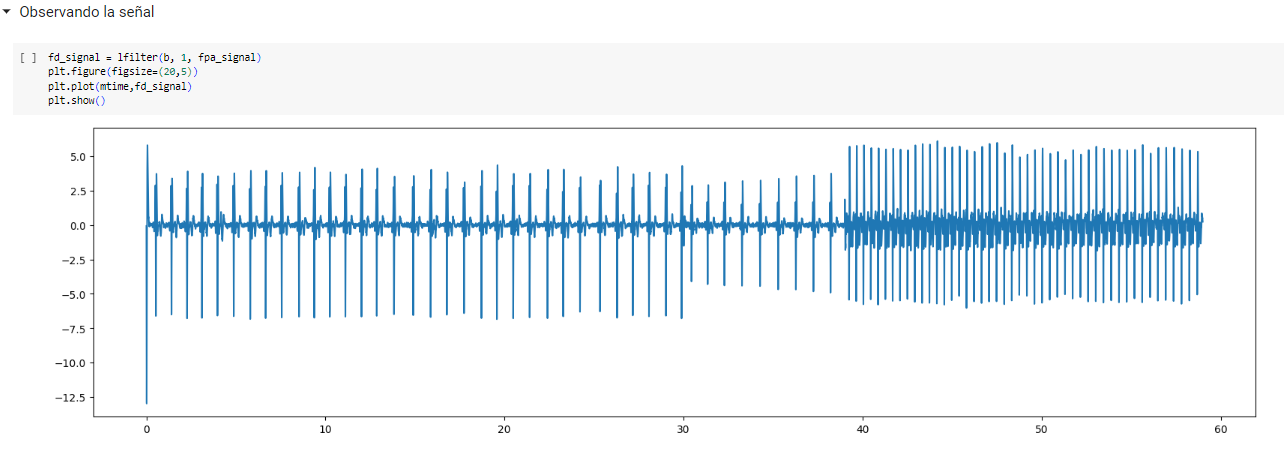 Observando la señal
[ ] fd_signal = lfilter(b, 1, fpa_signal)
plt.figure(figsize=(20,5))
plt.plot(mtime,fd_signal)
plt.show()
5.0
2.5
0.0
−2.5
−5.0
−7.5
−10.0
−12.5
0 10 20 30 40 50 60